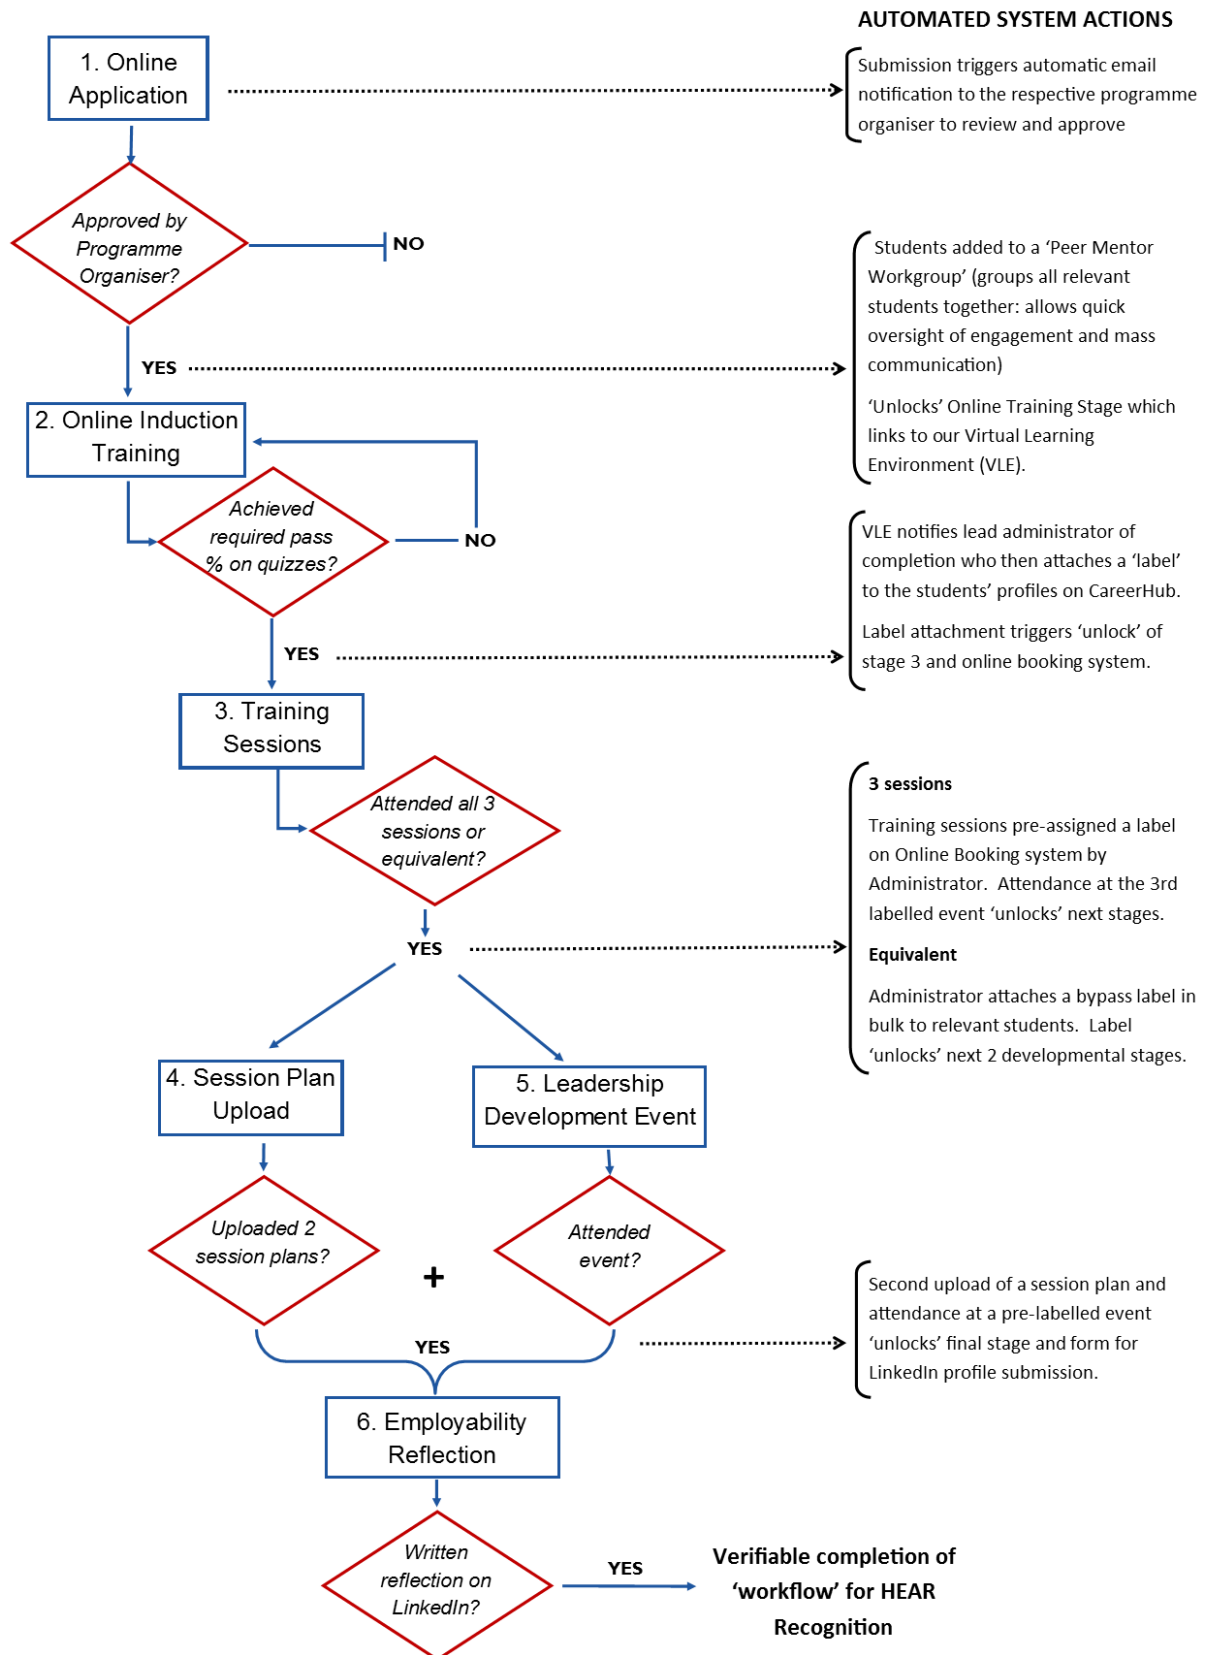 AUTOMATED SYSTEM ACTIONS
1. Online
Application
Submission triggers automatic email
notification to the respective programme
organiser to review and approve
Approved by
Programme
Organiser?
NO
YES
Students added to a ‘Peer Mentor
Workgroup’ (groups all relevant
students together: allows quick
oversight of engagement and mass
communication)
‘Unlocks’ Online Training Stage which
links to our Virtual Learning
Environment (VLE).
2. Online Induction
Training
Achieved
required pass
% on quizzes?
NO
YES
VLE notifies lead administrator of
completion who then attaches a ‘label’
to the students’ profiles on CareerHub.
Label attachment triggers ‘unlock’ of
stage 3 and online booking system.
3. Training
Sessions
Attended all 3
sessions or
equivalent?
YES
3 sessions
Training sessions pre-assigned a label
on Online Booking system by
Administrator.  Attendance at the 3rd
labelled event ‘unlocks’ next stages.
Equivalent
Administrator attaches a bypass label in
bulk to relevant students.  Label
‘unlocks’ next 2 developmental stages.
4. Session Plan
Upload
5. Leadership
Development Event
Uploaded 2
session plans?
+
Attended
event?
YES
Second upload of a session plan and
attendance at a pre-labelled event
‘unlocks’ final stage and form for
LinkedIn profile submission.
6. Employability
Reflection
Written
reflection on
LinkedIn?
YES
Verifiable completion of
‘workflow’ for HEAR
Recognition